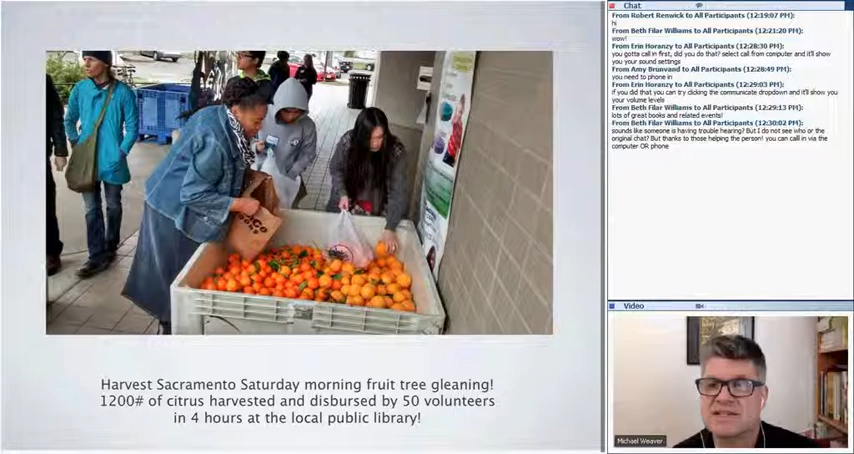 Harvest Sacramento Saturday morning fruit tree gleaning!
1200# of citrus harvested and disbursed by 50 volunteers
in 4 hours at the local public library!
Chat
From Robert Renwick to All Participants (12:19:07 PM):
hi
From Beth Filar Williams to All Participants (12:21:20 PM):
wow!
From Erin Horanzy to All Participants (12:28:30 PM):
you gotta call in first, did you do that? select call from computer and it'll show
you your sound settings
From Amy Brunvand to All Participants (12:28:49 PM):
you need to phone in
From Erin Horanzy to All Participants (12:29:03 PM):
if you did that you can try clicking the communicate dropdown and it'll show you
your volume levels
From Beth Filar Williams to All Participants (12:29:13 PM):
lots of great books and related events!
From Beth Filar Williams to All Participants (12:30:02 PM):
sounds like someone is having trouble hearing? But I do not see who or the
original chat? But thanks to those helping the person! you can call in via the
computer OR phone
Video
Michael Weaver